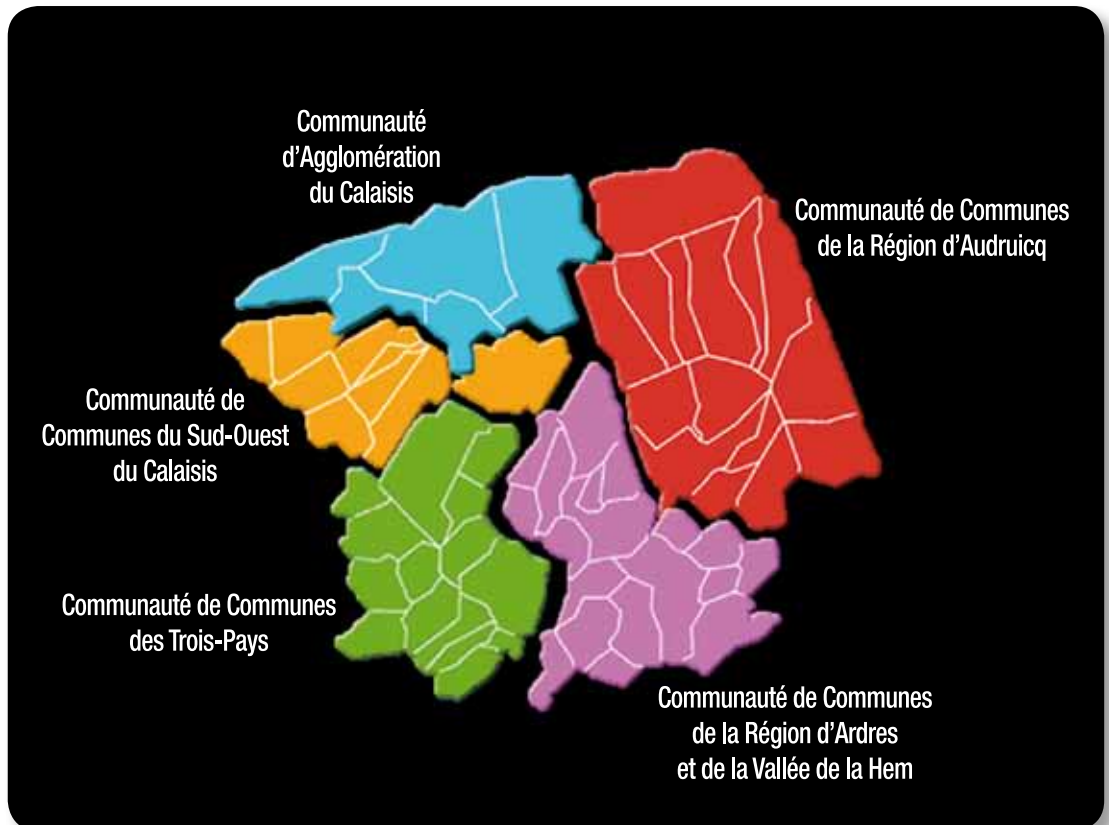 Communauté
d'Agglomération
du Calaisis
Communauté de Communes
de la Région d'Audruicq
Communauté de
Communes du Sud-Ouest
du Calaisis
Communauté de Communes
des Trois-Pays
Communauté de Communes
de la Région d'Ardres
et de la Vallée de la Hem